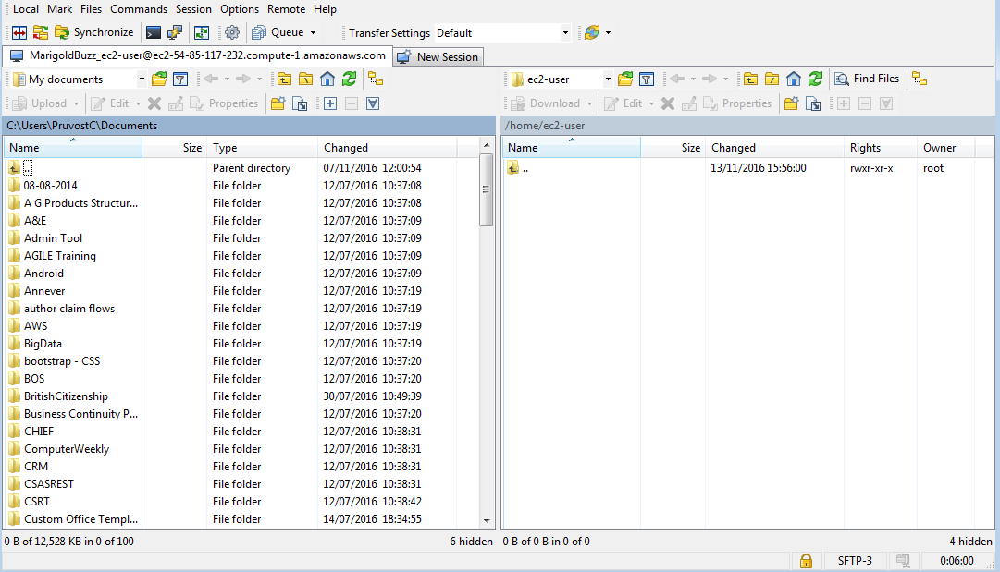 Local Mark Files Commands Session Options Remote Help
Synchronize Queue Transfer Settings Default
MarigoldBuzz_ec2-user@ec2-54-85-117-232.compute-1.amazonaws.com New Session
My documents ec2-user Find Files
Upload Edit Properties Download Edit Properties
C:\Users\PruvostC\Documents /home/ec2-user
Name Size Type Changed Name Size Changed Rights Owner
.. Parent directory 07/11/2016 12:00:54 .. 13/11/2016 15:56:00 rwxr-xr-x root
08-08-2014 File folder 12/07/2016 10:37:08
A G Products Structur... File folder 12/07/2016 10:37:08
A&E File folder 12/07/2016 10:37:09
Admin Tool File folder 12/07/2016 10:37:09
AGILE Training File folder 12/07/2016 10:37:09
Android File folder 12/07/2016 10:37:09
Annever File folder 12/07/2016 10:37:19
author claim flows File folder 12/07/2016 10:37:19
AWS File folder 12/07/2016 10:37:19
BigData File folder 12/07/2016 10:37:19
bootstrap - CSS File folder 12/07/2016 10:37:20
BOS File folder 12/07/2016 10:37:20
BritishCitizenship File folder 30/07/2016 10:49:39
Business Continuity P... File folder 12/07/2016 10:37:20
CHIEF File folder 12/07/2016 10:38:31
ComputerWeekly File folder 12/07/2016 10:38:31
CRM File folder 12/07/2016 10:38:31
CSASREST File folder 12/07/2016 10:38:31
CSRT File folder 12/07/2016 10:38:42
Custom Office Templ... File folder 14/07/2016 18:34:55
0 B of 12,528 KB in 0 of 100 6 hidden 0 B of 0 B in 0 of 0 4 hidden
SFTP-3 0:06:00